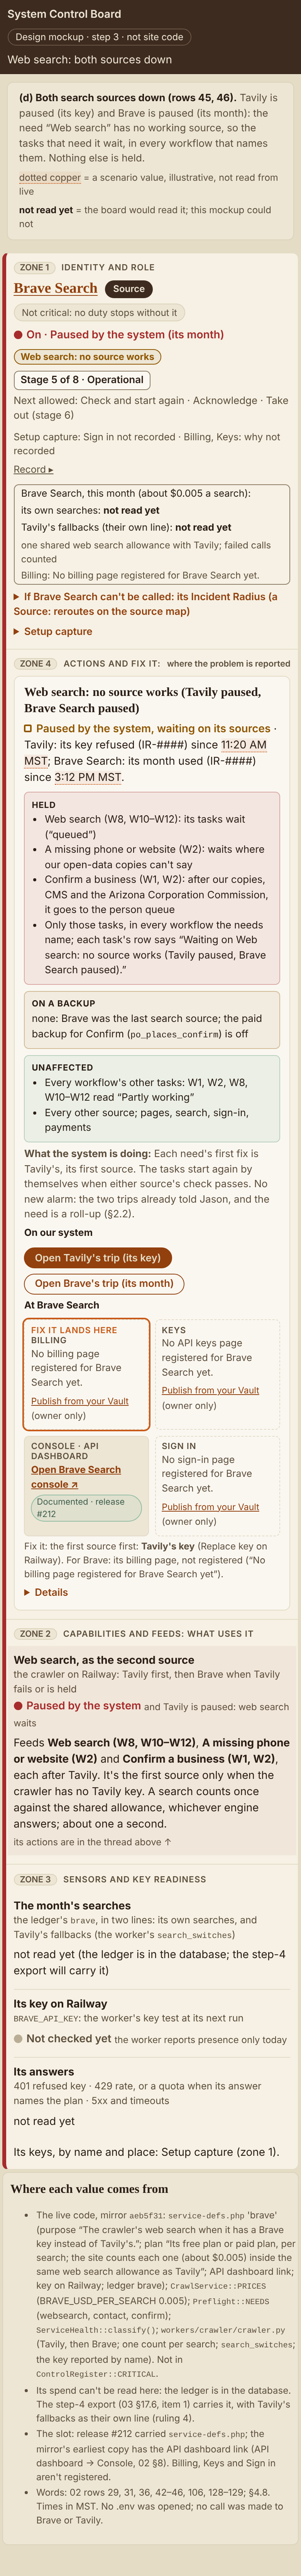 System Control Board
Design mockup · step 3 · not site code
Web search: both sources down
(d) Both search sources down (rows 45, 46). Tavily is
paused (its key) and Brave is paused (its month): the
need “Web search” has no working source, so the
tasks that need it wait, in every workflow that names
them. Nothing else is held.
dotted copper = a scenario value, illustrative, not read from
live
not read yet = the board would read it; this mockup could
not
ZONE 1 IDENTITY AND ROLE
Brave Search Source
Not critical: no duty stops without it
On · Paused by the system (its month)
Web search: no source works
Stage 5 of 8 · Operational
Next allowed: Check and start again · Acknowledge · Take
out (stage 6)
Setup capture: Sign in not recorded · Billing, Keys: why not
recorded
Record ▸
Brave Search, this month (about $0.005 a search):
its own searches: not read yet
Tavily's fallbacks (their own line): not read yet
one shared web search allowance with Tavily; failed calls
counted
Billing: No billing page registered for Brave Search yet.
▶ If Brave Search can't be called: its Incident Radius (a
Source: reroutes on the source map)
▶ Setup capture
ZONE 4 ACTIONS AND FIX IT: where the problem is reported
Web search: no source works (Tavily paused,
Brave paused)
Paused by the system, waiting on its sources ·
Tavily: its key refused (IR-####) since 11:20 AM
MST; Brave Search: its month used (IR-####)
since 3:12 PM MST.
HELD
• Web search (W8, W10–W12): its tasks wait
(“queued”)
• A missing phone or website (W2): waits where
our open-data copies can't say
• Confirm a business (W1, W2): after our copies,
CMS and the Arizona Corporation Commission,
it goes to the person queue
• Only those tasks, in every workflow the needs
name; each task's row says “Waiting on Web
search: no source works (Tavily paused, Brave
Search paused).”
ON A BACKUP
none: Brave was the last search source; the paid
backup for Confirm (po_places_confirm) is off
UNAFFECTED
• Every workflow's other tasks: W1, W2, W8,
W10–W12 read “Partly working”
• Every other source; pages, search, sign-in,
payments
What the system is doing: Each need's first fix is
Tavily's, its first source. The tasks start again by
themselves when either source's check passes. No
new alarm: the two trips already told Jason, and the
need is a roll-up (§2.2).
On our system
Open Tavily's trip (its key)
Open Brave's trip (its month)
At Brave Search
FIX IT LANDS HERE
BILLING
No billing page
registered for Brave
Search yet.
Publish from your Vault
(owner only)
KEYS
No API keys page
registered for Brave
Search yet.
Publish from your Vault
(owner only)
CONSOLE · API
DASHBOARD
Open Brave Search
console ↗
Documented · release
#212
SIGN IN
No sign-in page
registered for Brave
Search yet.
Publish from your Vault
(owner only)
Fix it: the first source first: Tavily's key (Replace key on
Railway). For Brave: its billing page, not registered (“No
billing page registered for Brave Search yet”).
▶ Details
ZONE 2 CAPABILITIES AND FEEDS: WHAT USES IT
Web search, as the second source
the crawler on Railway: Tavily first, then Brave when Tavily
fails or is held
Paused by the system and Tavily is paused: web search
waits
Feeds Web search (W8, W10–W12), A missing phone
or website (W2) and Confirm a business (W1, W2),
each after Tavily. It's the first source only when the
crawler has no Tavily key. A search counts once
against the shared allowance, whichever engine
answers; about one a second.
its actions are in the thread above ↑
ZONE 3 SENSORS AND KEY READINESS
The month's searches
the ledger's brave, in two lines: its own searches, and
Tavily's fallbacks (the worker's search_switches)
not read yet (the ledger is in the database; the step-4
export will carry it)
Its key on Railway
BRAVE_API_KEY: the worker's key test at its next run
Not checked yet the worker reports presence only today
Its answers
401 refused key · 429 rate, or a quota when its answer
names the plan · 5xx and timeouts
not read yet
Its keys, by name and place: Setup capture (zone 1).
Where each value comes from
• The live code, mirror aeb5f31: service-defs.php 'brave'
(purpose “The crawler's web search when it has a Brave
key instead of Tavily's.”; plan “Its free plan or paid plan, per
search; the site counts each one (about $0.005) inside the
same web search allowance as Tavily”; API dashboard link;
key on Railway; ledger brave); CrawlService::PRICES
(BRAVE_USD_PER_SEARCH 0.005); Preflight::NEEDS
(websearch, contact, confirm);
ServiceHealth::classify(); workers/crawler/crawler.py
(Tavily, then Brave; one count per search; search_switches;
the key reported by name). Not in
ControlRegister::CRITICAL.
• Its spend can't be read here: the ledger is in the database.
The step-4 export (03 §17.6, item 1) carries it, with Tavily's
fallbacks as their own line (ruling 4).
• The slot: release #212 carried service-defs.php; the
mirror's earliest copy has the API dashboard link (API
dashboard → Console, 02 §8). Billing, Keys and Sign in
aren't registered.
• Words: 02 rows 29, 31, 36, 42–46, 106, 128–129; §4.8.
Times in MST. No .env was opened; no call was made to
Brave or Tavily.